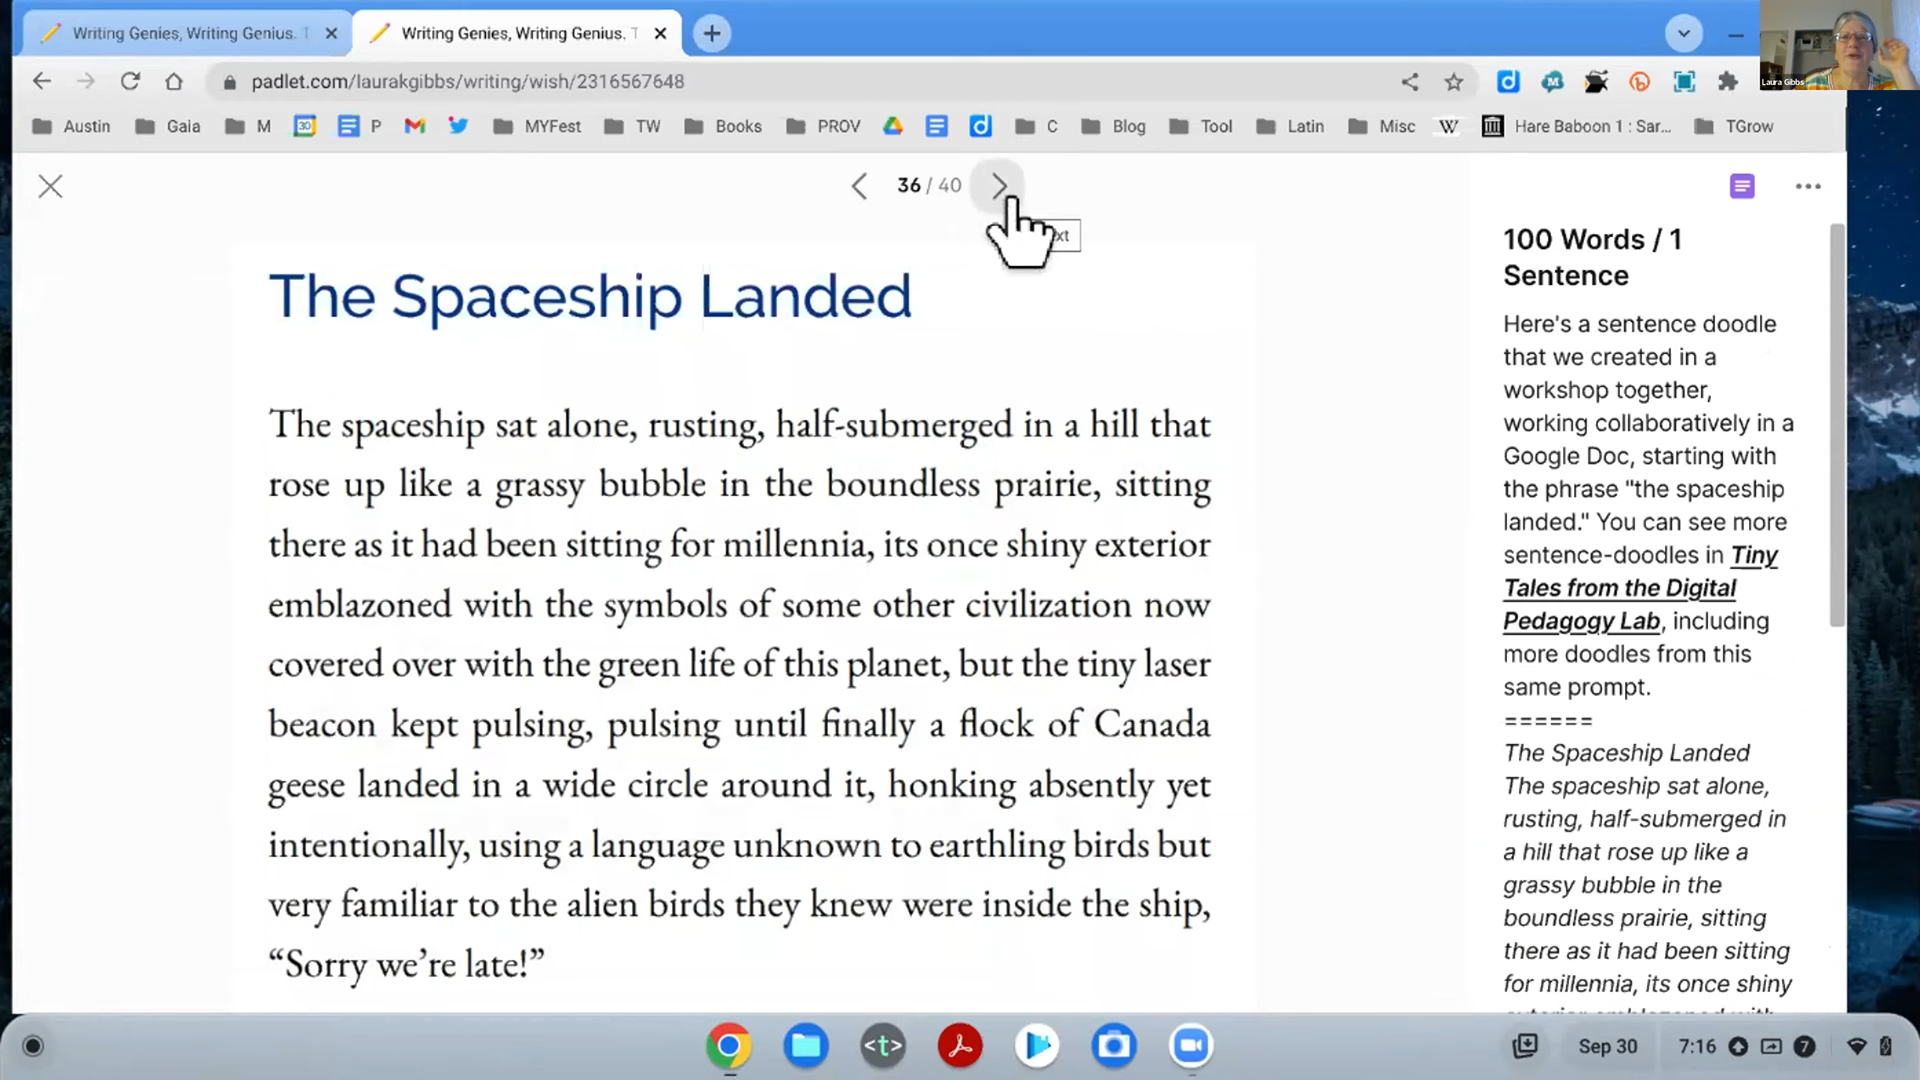 Writing Genies, Writing Genius. T
Writing Genies, Writing Genius. T
padlet.com/laurakgibbs/writing/wish/2316567648
Laura Gibbs
Austin
Gaia
M
30
P
MYFest
TW
Books
PROV
C
Blog
Tool
Latin
Misc
W
Hare Baboon 1 : Sar...
TGrow
36 / 40
xt
The Spaceship Landed
The spaceship sat alone, rusting, half-submerged in a hill that
rose up like a grassy bubble in the boundless prairie, sitting
there as it had been sitting for millennia, its once shiny exterior
emblazoned with the symbols of some other civilization now
covered over with the green life of this planet, but the tiny laser
beacon kept pulsing, pulsing until finally a flock of Canada
geese landed in a wide circle around it, honking absently yet
intentionally, using a language unknown to earthling birds but
very familiar to the alien birds they knew were inside the ship,
“Sorry we’re late!”
100 Words / 1
Sentence
Here's a sentence doodle
that we created in a
workshop together,
working collaboratively in a
Google Doc, starting with
the phrase "the spaceship
landed." You can see more
sentence-doodles in Tiny
Tales from the Digital
Pedagogy Lab, including
more doodles from this
same prompt.
======
The Spaceship Landed
The spaceship sat alone,
rusting, half-submerged in
a hill that rose up like a
grassy bubble in the
boundless prairie, sitting
there as it had been sitting
for millennia, its once shiny
<t>
Sep 30
7:16
7